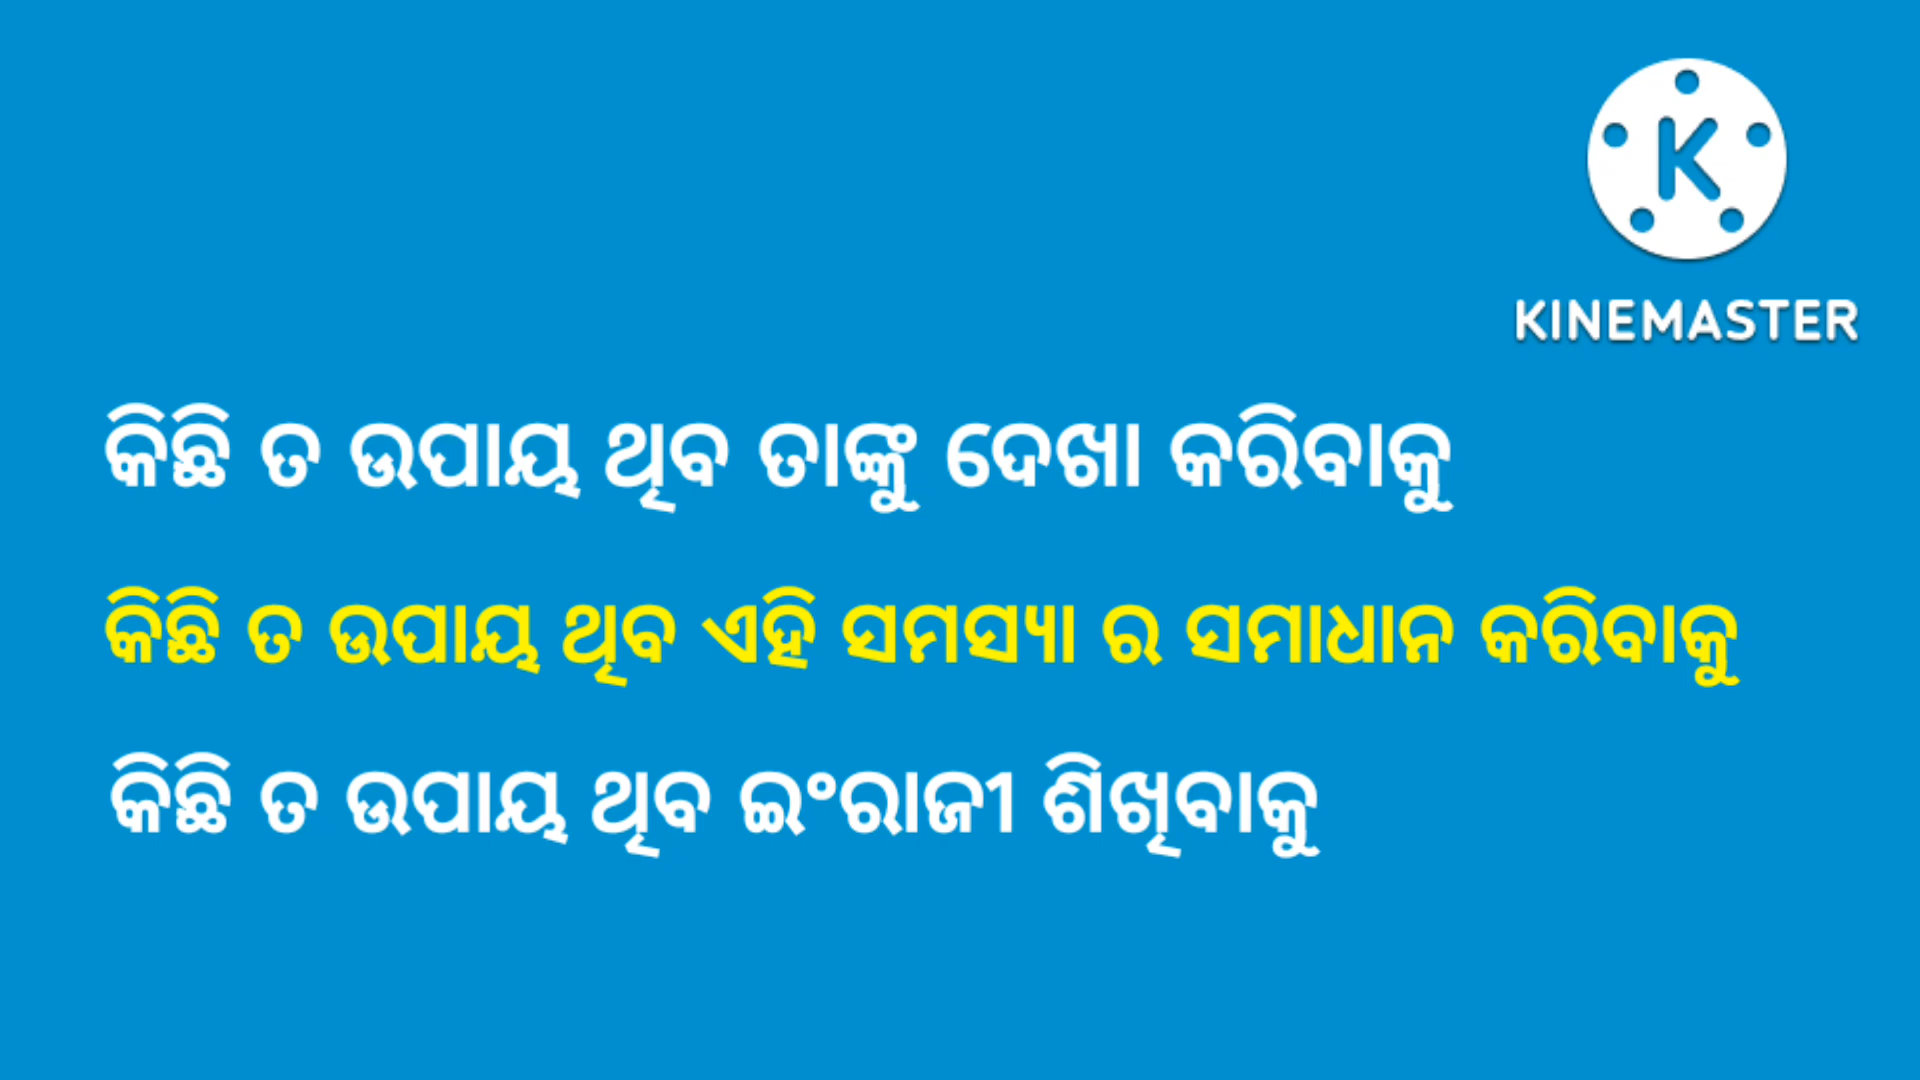 KINEMASTER
କିଛି ତ ଉପାୟ ଥିବ ତାଙ୍କୁ ଦେଖା କରିବାକୁ
କିଛି ତ ଉପାୟ ଥିବ ଏହି ସମସ୍ୟା ର ସମାଧାନ କରିବାକୁ
କିଛି ତ ଉପାୟ ଥିବ ଇଂରାଜୀ ଶିଖିବାକୁ